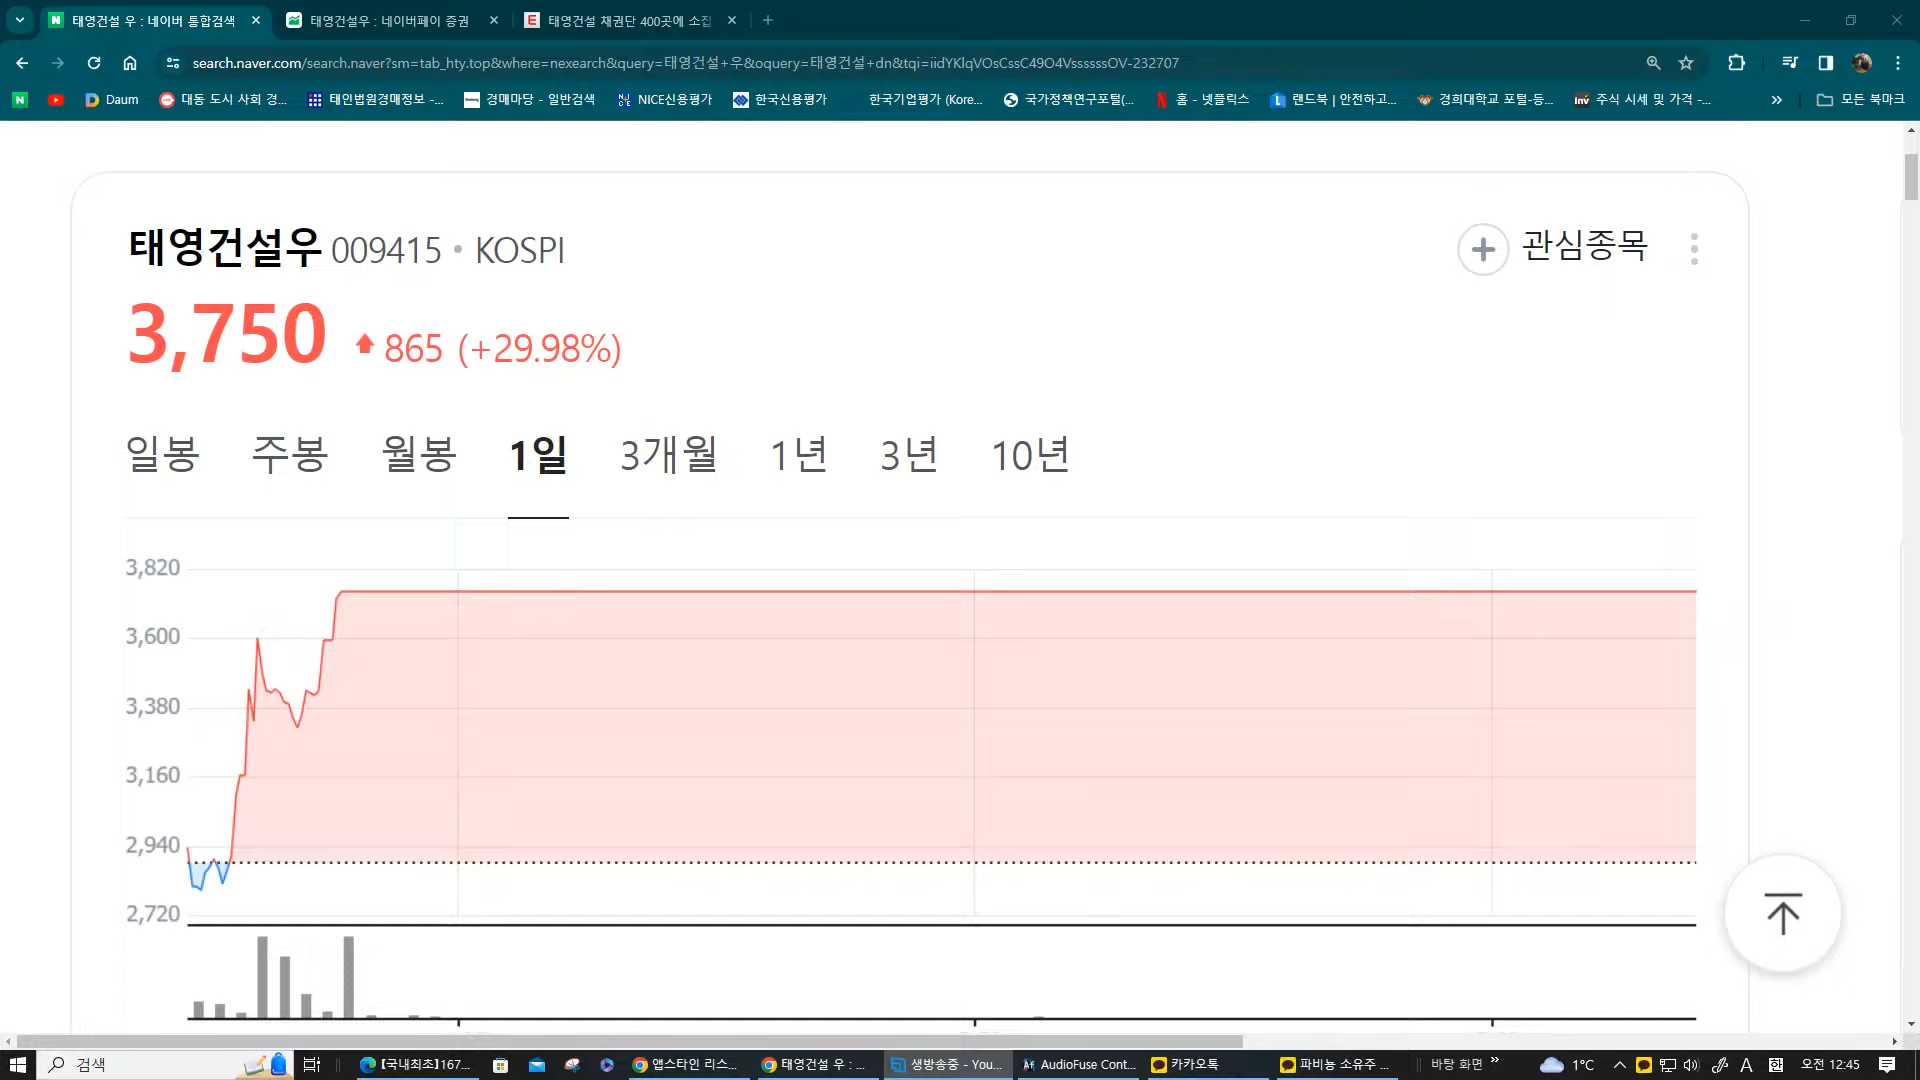 태영건설 우 : 네이버 통합검색
태영건설우 : 네이버페이 증권
태영건설 채권단 400곳에 소집
search.naver.com/search.naver?sm=tab_hty.top&where=nexearch&query=태영건설+우&oquery=태영건설+dn&tqi=iidYKlqVOsCssC49O4VssssssOV-232707
Daum
대동 도시 사회 경...
태인법원경매정보 -...
경매마당 - 일반검색
NICE신용평가
한국신용평가
한국기업평가 (Kore...
국가정책연구포털(...
홈 - 넷플릭스
랜드북 | 안전하고...
경희대학교 포털-등...
Inv 주식 시세 및 가격 -...
모든 북마크
태영건설우 009415 • KOSPI
관심종목
3,750 865 (+29.98%)
일봉 주봉 월봉 1일 3개월 1년 3년 10년
3,820
3,600
3,380
3,160
2,940
2,720
검색
【국내최초】167...
앱스타인 리스...
태영건설 우 : ...
생방송중 - You...
AudioFuse Cont...
카카오톡
파비뇽 소유주 ...
바탕 화면
1°C
A
한
오전 12:45